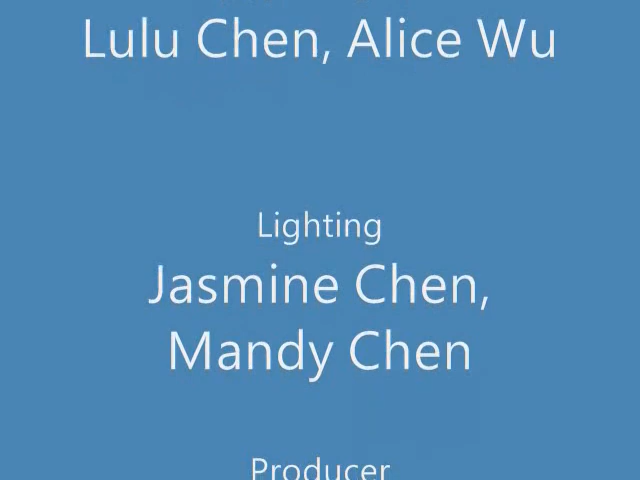 Lulu Chen, Alice Wu
Lighting
Jasmine Chen,
Mandy Chen
Producer